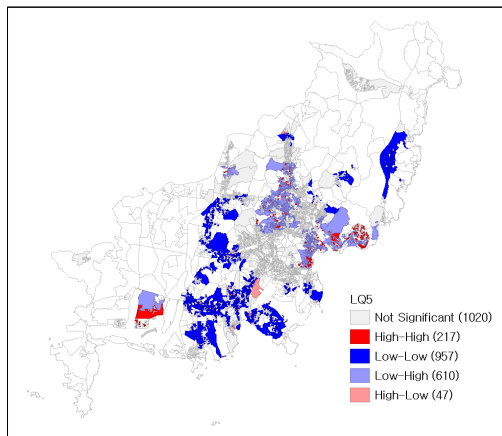 LQ5
Not Significant (1020)
High-High (217)
Low-Low (957)
Low-High (610)
High-Low (47)